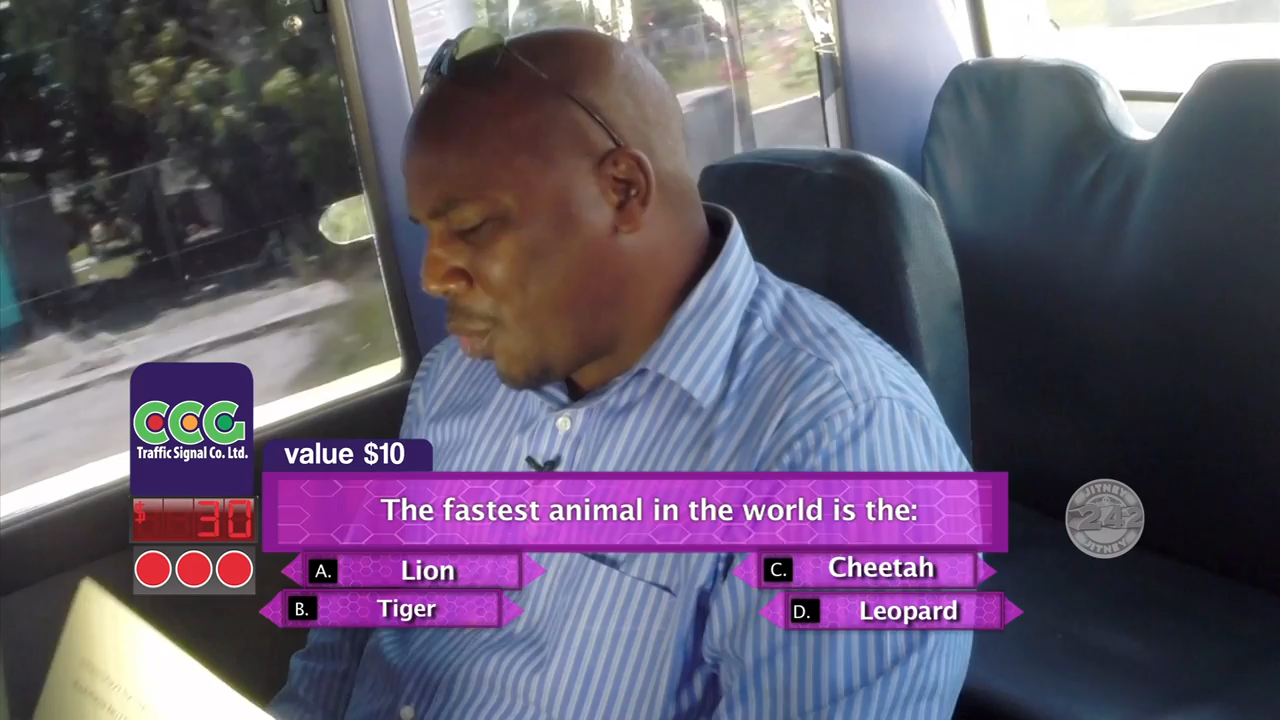 CCG
Traffic Signal Co. Ltd.
value $10
$ 30
The fastest animal in the world is the:
A. Lion
C. Cheetah
B. Tiger
D. Leopard
JITNEY
242
JITNEY